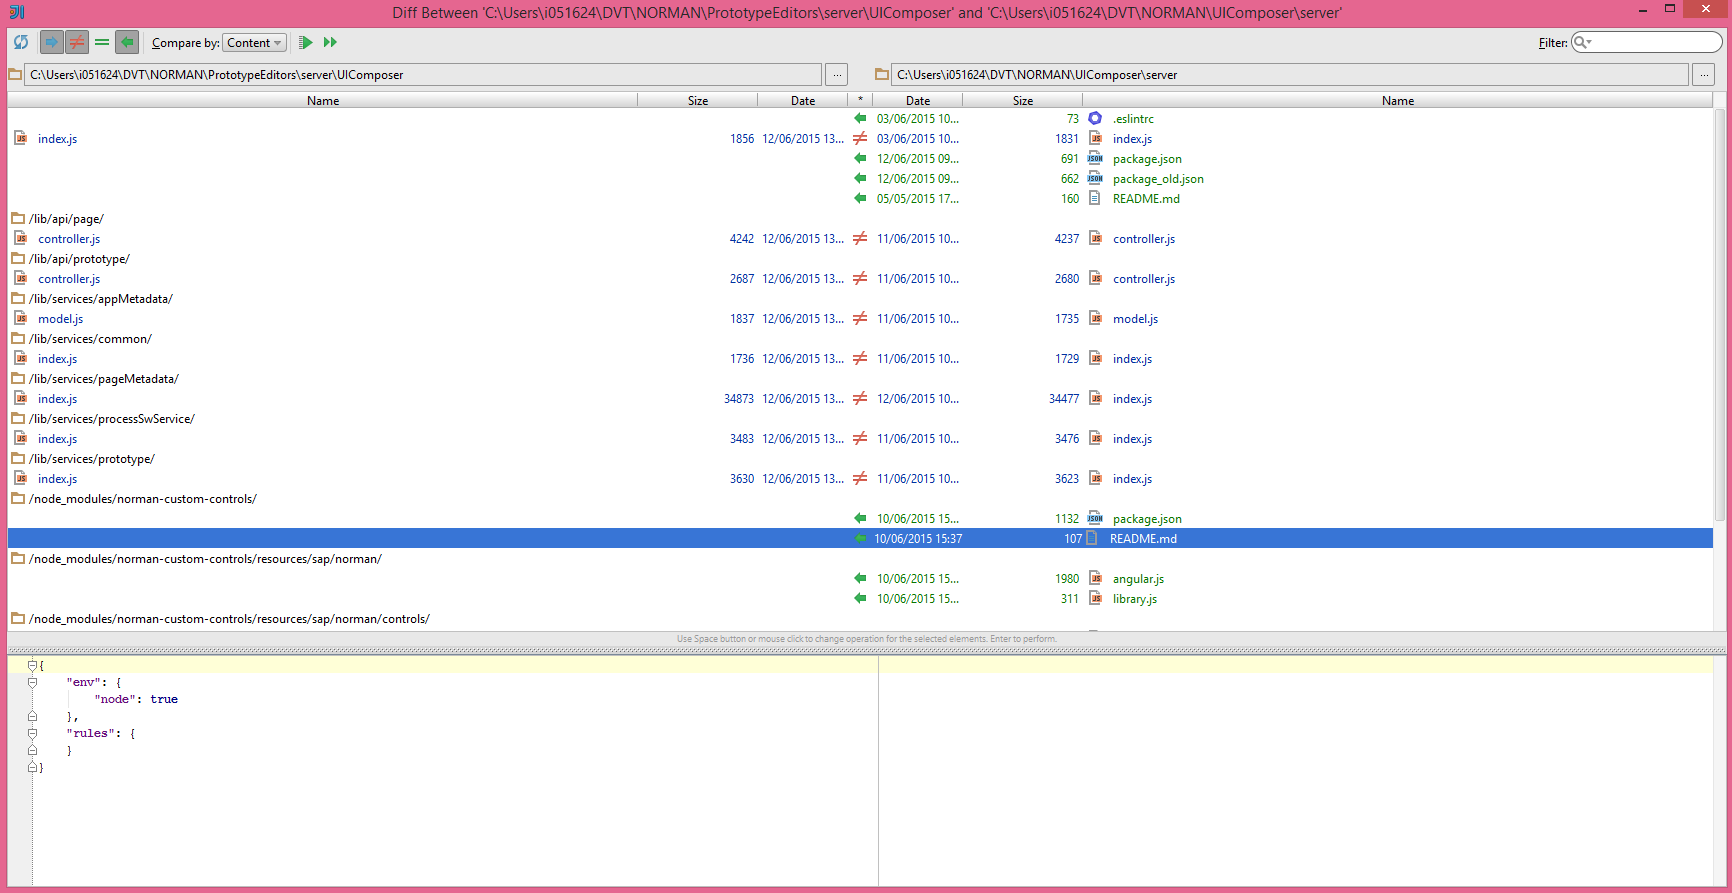 Diff Between 'C:\Users\i051624\DVT\NORMAN\PrototypeEditors\server\UIComposer' and 'C:\Users\i051624\DVT\NORMAN\UIComposer\server'
Compare by: Content Filter:
C:\Users\i051624\DVT\NORMAN\PrototypeEditors\server\UIComposer ... C:\Users\i051624\DVT\NORMAN\UIComposer\server ...
Name Size Date * Date Size Name
03/06/2015 10... 73 .eslintrc
index.js 1856 12/06/2015 13... 03/06/2015 10... 1831 index.js
12/06/2015 09... 691 package.json
12/06/2015 09... 662 package_old.json
05/05/2015 17... 160 README.md
/lib/api/page/
controller.js 4242 12/06/2015 13... 11/06/2015 10... 4237 controller.js
/lib/api/prototype/
controller.js 2687 12/06/2015 13... 11/06/2015 10... 2680 controller.js
/lib/services/appMetadata/
model.js 1837 12/06/2015 13... 11/06/2015 10... 1735 model.js
/lib/services/common/
index.js 1736 12/06/2015 13... 11/06/2015 10... 1729 index.js
/lib/services/pageMetadata/
index.js 34873 12/06/2015 13... 12/06/2015 10... 34477 index.js
/lib/services/processSwService/
index.js 3483 12/06/2015 13... 11/06/2015 10... 3476 index.js
/lib/services/prototype/
index.js 3630 12/06/2015 13... 11/06/2015 10... 3623 index.js
/node_modules/norman-custom-controls/
10/06/2015 15... 1132 package.json
10/06/2015 15:37 107 README.md
/node_modules/norman-custom-controls/resources/sap/norman/
10/06/2015 15... 1980 angular.js
10/06/2015 15... 311 library.js
/node_modules/norman-custom-controls/resources/sap/norman/controls/
Use Space button or mouse click to change operation for the selected elements. Enter to perform.
{
"env": {
"node": true
},
"rules": {
}
}